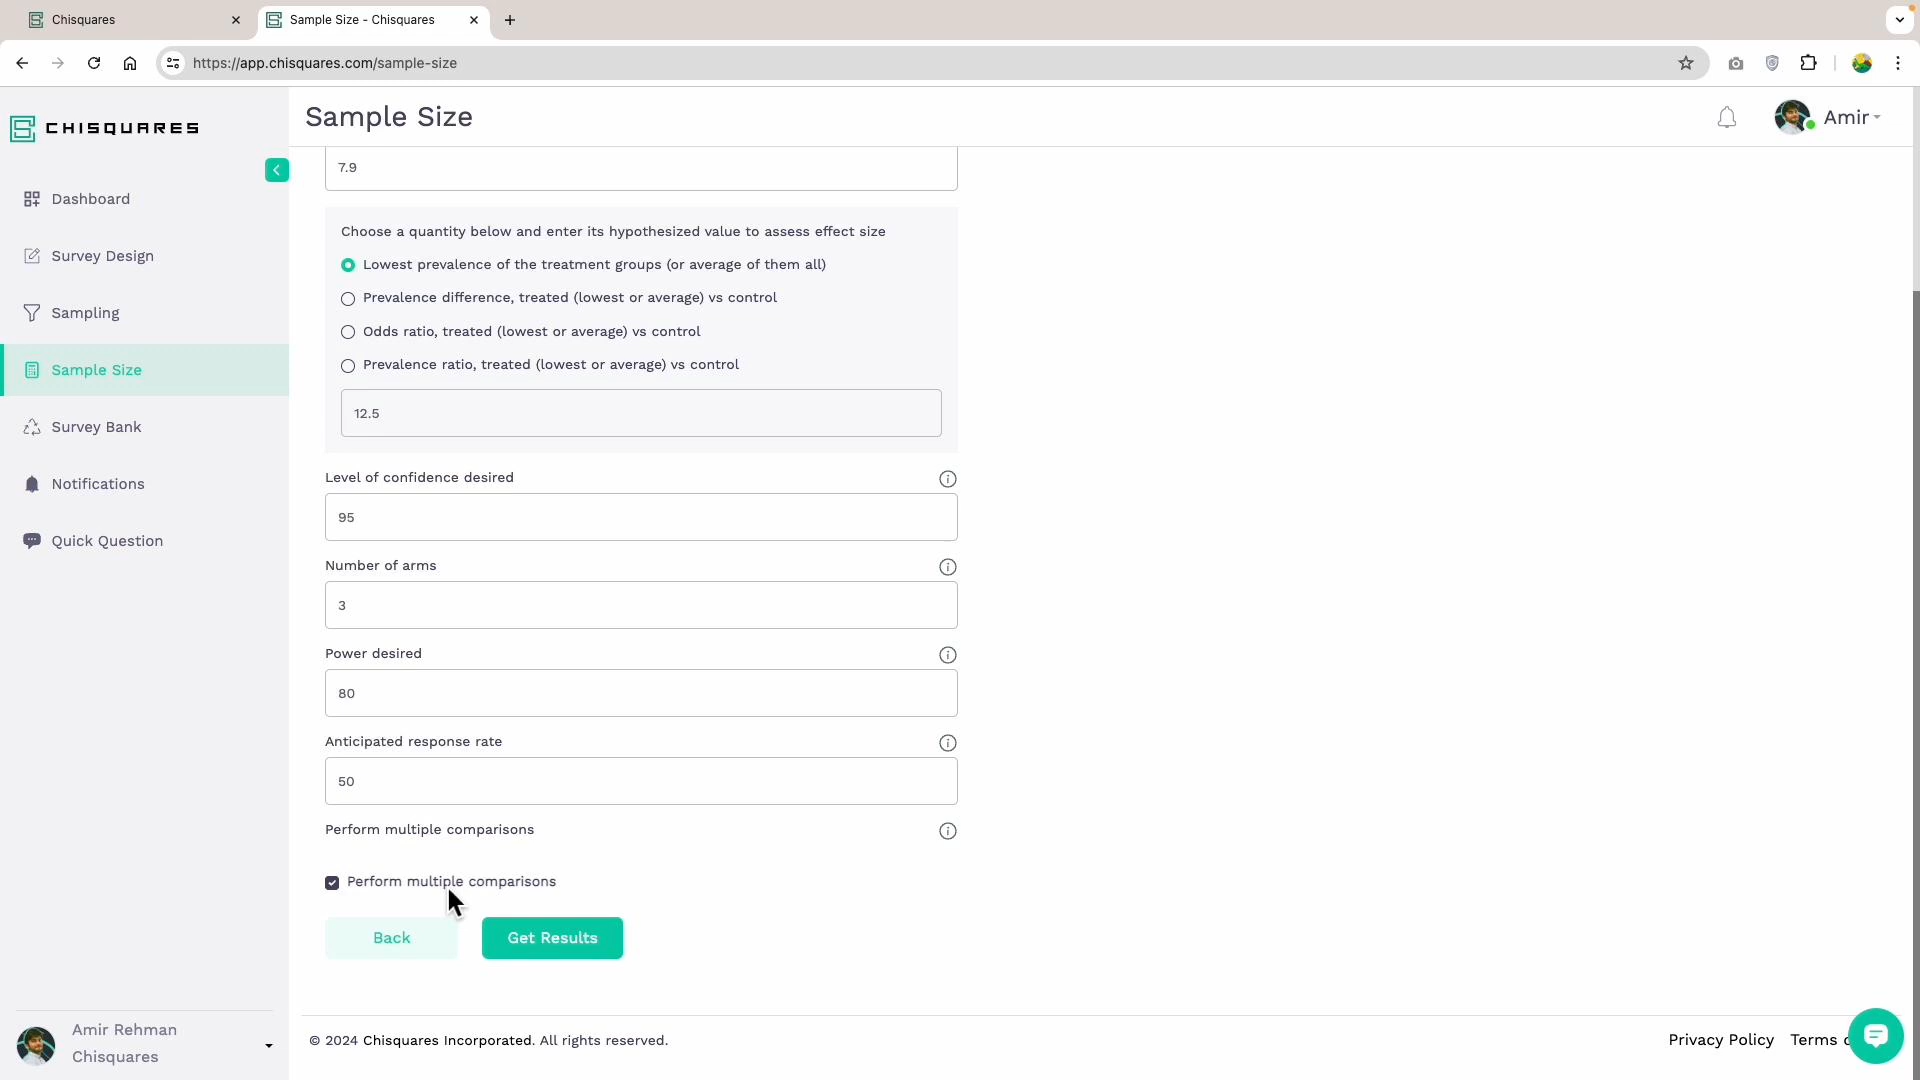 Chisquares
Sample Size - Chisquares
https://app.chisquares.com/sample-size
CHISQUARES
Sample Size
Amir
Dashboard
Survey Design
Sampling
Sample Size
Survey Bank
Notifications
Quick Question
7.9
Choose a quantity below and enter its hypothesized value to assess effect size
Lowest prevalence of the treatment groups (or average of them all)
Prevalence difference, treated (lowest or average) vs control
Odds ratio, treated (lowest or average) vs control
Prevalence ratio, treated (lowest or average) vs control
12.5
Level of confidence desired
95
Number of arms
3
Power desired
80
Anticipated response rate
50
Perform multiple comparisons
Perform multiple comparisons
Back
Get Results
Amir Rehman
Chisquares
© 2024 Chisquares Incorporated. All rights reserved.
Privacy Policy
Terms